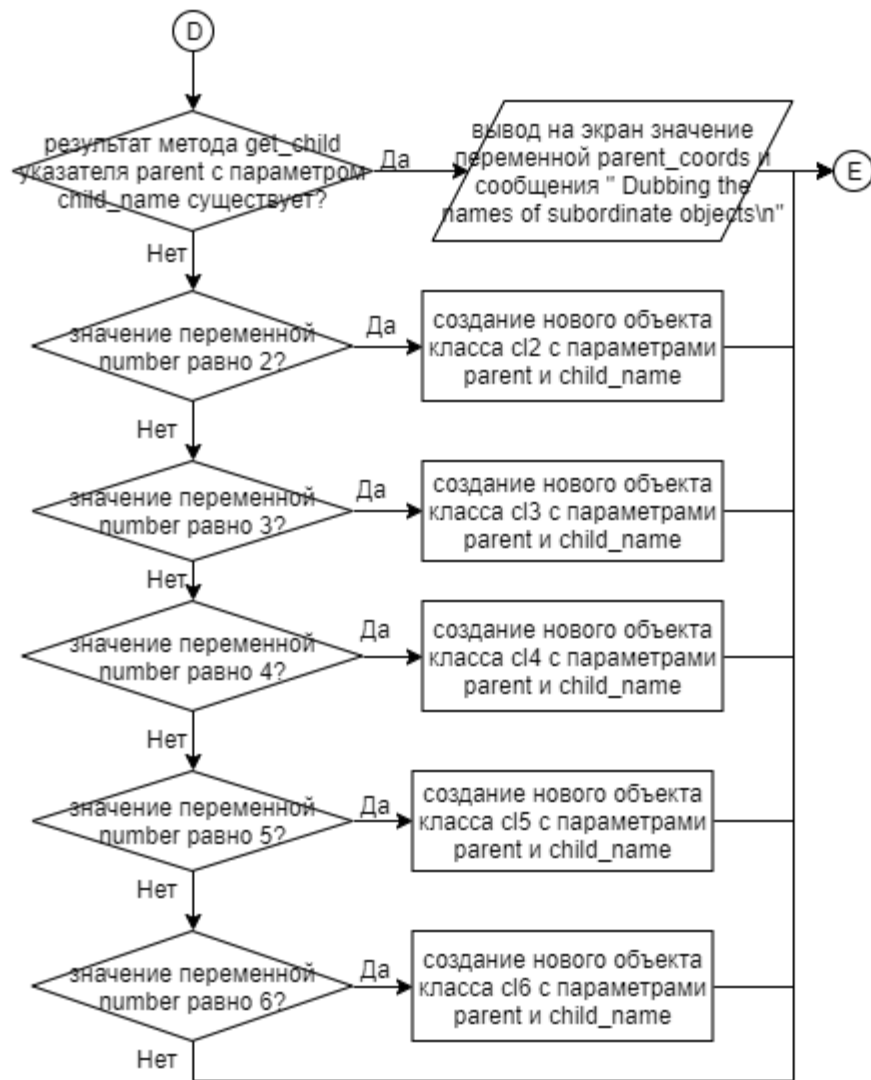 D
результат метода get_child
указателя parent с параметром
child_name существует?
Да
вывод на экран значение
переменной parent_coords и
сообщения " Dubbing the
names of subordinate objects\n"
E
Нет
значение переменной
number равно 2?
Да
создание нового объекта
класса cl2 с параметрами
parent и child_name
Нет
значение переменной
number равно 3?
Да
создание нового объекта
класса cl3 с параметрами
parent и child_name
Нет
значение переменной
number равно 4?
Да
создание нового объекта
класса cl4 с параметрами
parent и child_name
Нет
значение переменной
number равно 5?
Да
создание нового объекта
класса cl5 с параметрами
parent и child_name
Нет
значение переменной
number равно 6?
Да
создание нового объекта
класса cl6 с параметрами
parent и child_name
Нет